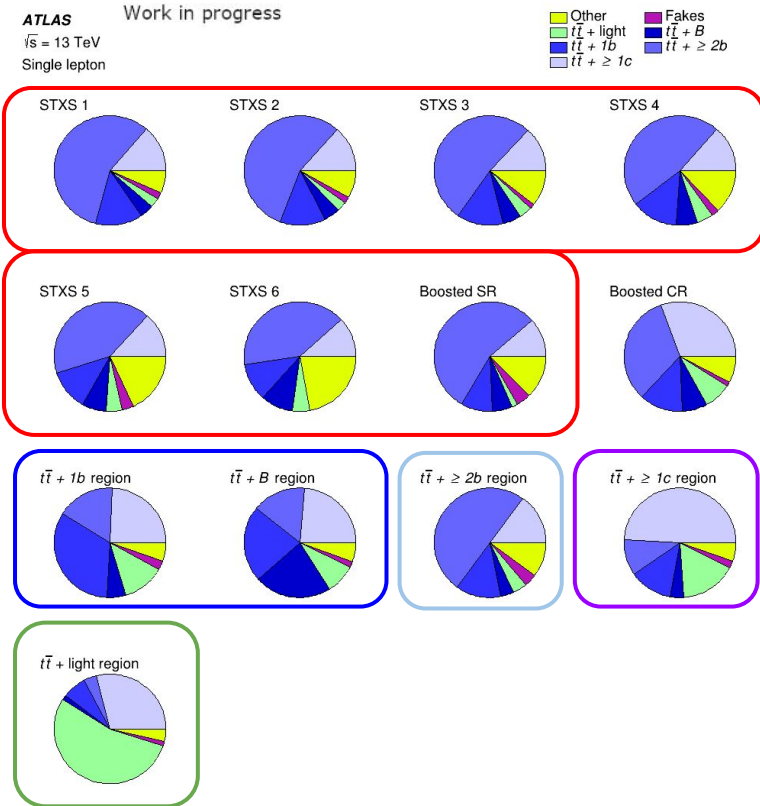 ATLAS
Work in progress
√s = 13 TeV
Single lepton
Other
Fakes
tt̅ + light
tt̅ + B
tt̅ + 1b
tt̅ + ≥ 2b
tt̅ + ≥ 1c
STXS 1
STXS 2
STXS 3
STXS 4
STXS 5
STXS 6
Boosted SR
Boosted CR
tt̅ + 1b region
tt̅ + B region
tt̅ + ≥ 2b region
tt̅ + ≥ 1c region
tt̅ + light region